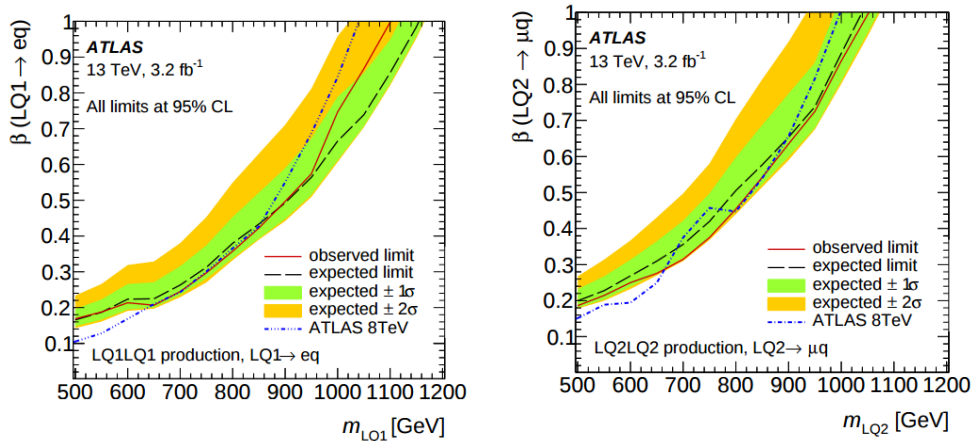 β (LQ1 → eq)
1
0.9
0.8
0.7
0.6
0.5
0.4
0.3
0.2
0.1
ATLAS
13 TeV, 3.2 fb⁻¹
All limits at 95% CL
observed limit
expected limit
expected ± 1σ
expected ± 2σ
ATLAS 8TeV
LQ1LQ1 production, LQ1→ eq
500 600 700 800 900 1000 1100 1200
m_LQ1 [GeV]
β (LQ2 → μq)
1
0.9
0.8
0.7
0.6
0.5
0.4
0.3
0.2
0.1
ATLAS
13 TeV, 3.2 fb⁻¹
All limits at 95% CL
observed limit
expected limit
expected ± 1σ
expected ± 2σ
ATLAS 8TeV
LQ2LQ2 production, LQ2→ μq
500 600 700 800 900 1000 1100 1200
m_LQ2 [GeV]